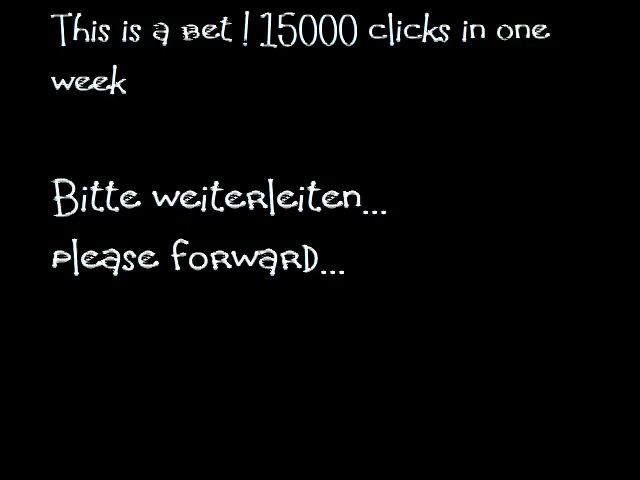 This is a bet ! 15000 clicks in one
week
Bitte weiterleiten...
please forward...